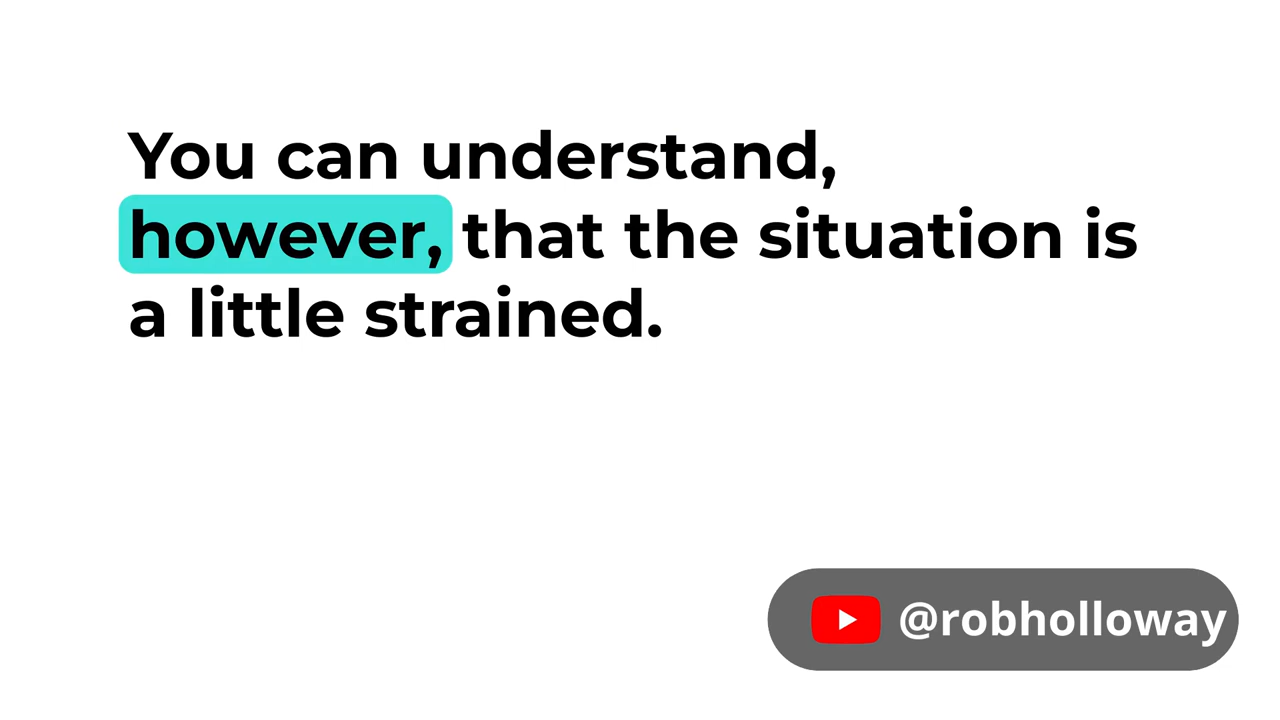 You can understand,
however, that the situation is
a little strained.
@robholloway